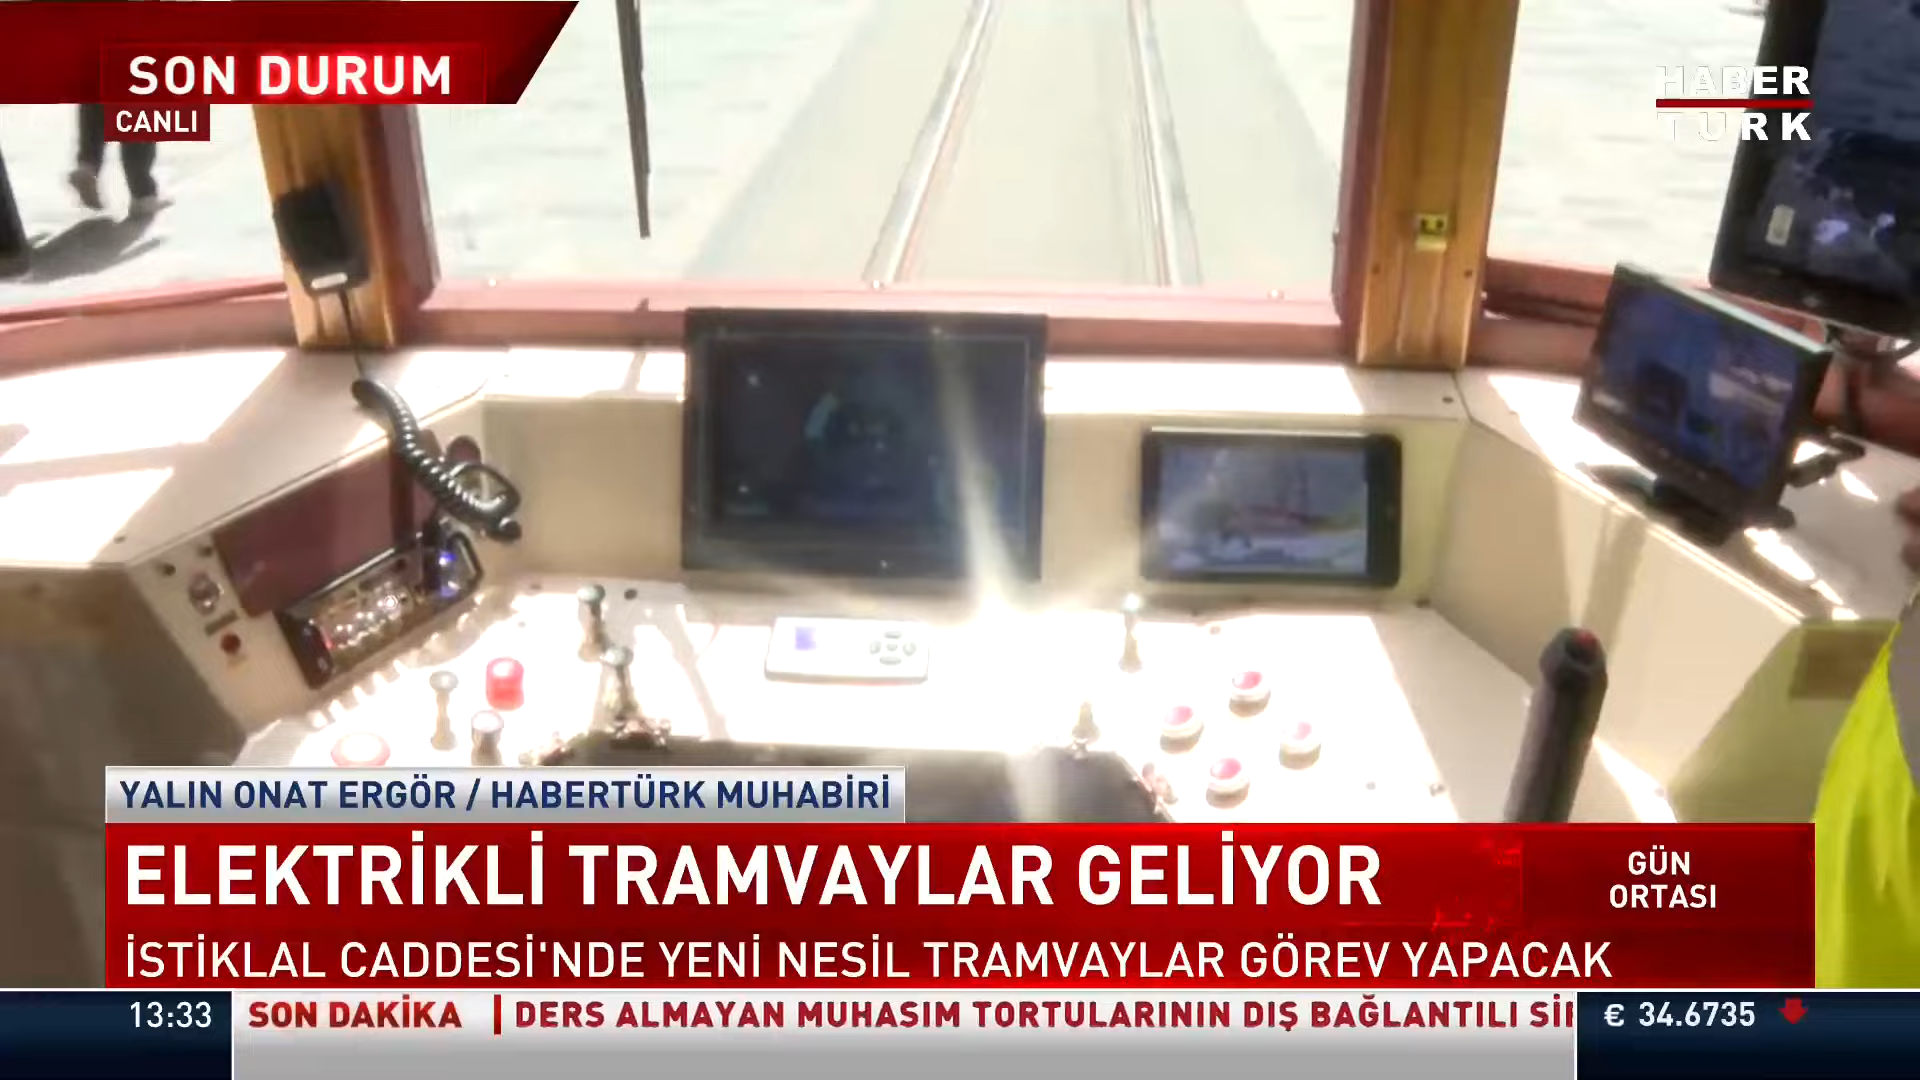 SON DURUM
CANLI
HABER
TURK
YALIN ONAT ERGÖR / HABERTÜRK MUHABİRİ
ELEKTRİKLİ TRAMVAYLAR GELİYOR
GÜN
ORTASI
İSTİKLAL CADDESİ'NDE YENİ NESİL TRAMVAYLAR GÖREV YAPACAK
13:33
SON DAKİKA
DERS ALMAYAN MUHASIM TORTULARININ DIŞ BAĞLANTILI
€ 34.6735